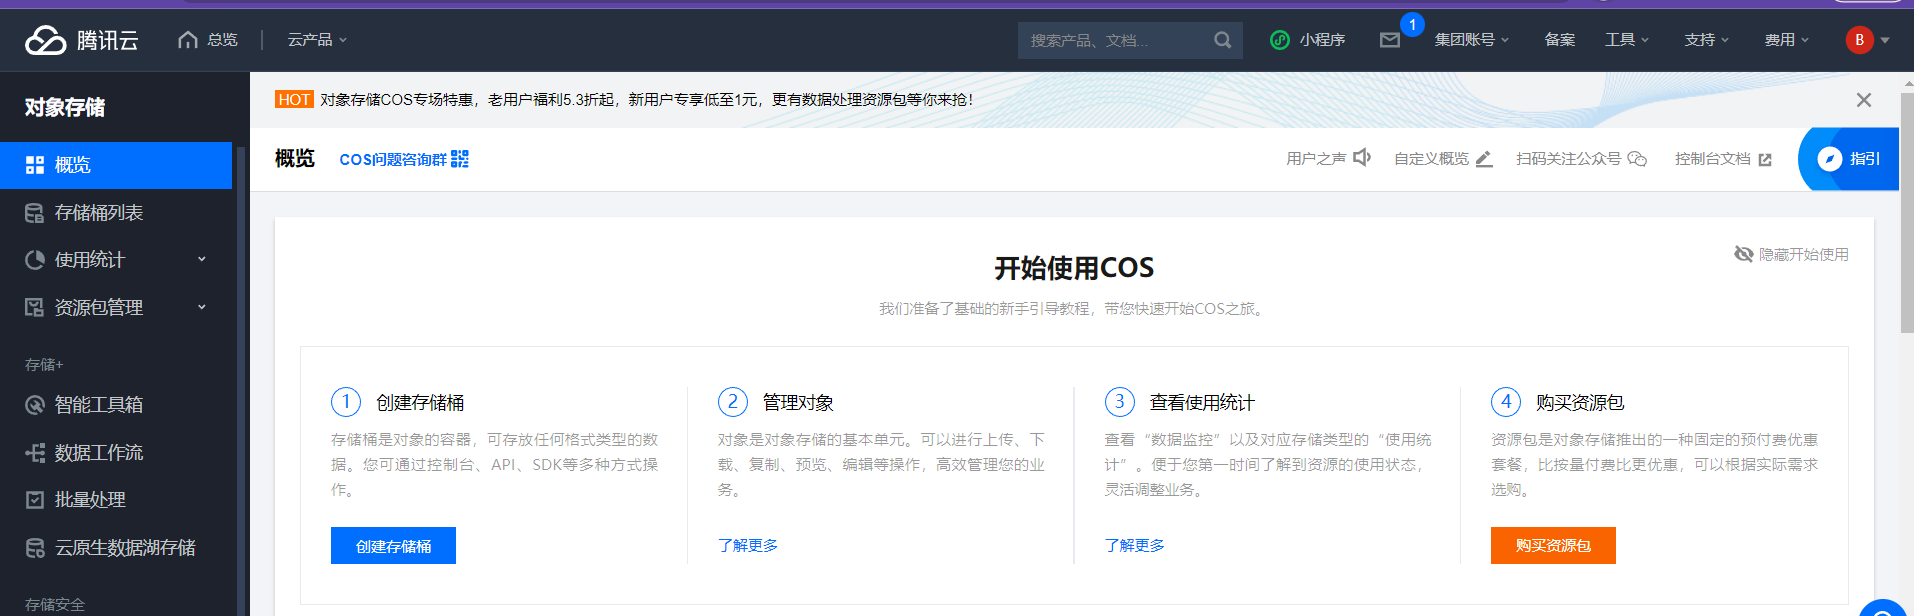 腾讯云
总览
云产品
搜索产品、文档...
小程序
1
集团账号
备案
工具
支持
费用
B
对象存储
概览
存储桶列表
使用统计
资源包管理
存储+
智能工具箱
数据工作流
批量处理
云原生数据湖存储
存储安全
HOT 对象存储COS专场特惠，老用户福利5.3折起，新用户专享低至1元，更有数据处理资源包等你来抢！
概览
COS问题咨询群
用户之声
自定义概览
扫码关注公众号
控制台文档
指引
开始使用COS
隐藏开始使用
我们准备了基础的新手引导教程，带您快速开始COS之旅。
1 创建存储桶
存储桶是对象的容器，可存放任何格式类型的数
据。您可通过控制台、API、SDK等多种方式操
作。
创建存储桶
2 管理对象
对象是对象存储的基本单元。可以进行上传、下
载、复制、预览、编辑等操作，高效管理您的业
务。
了解更多
3 查看使用统计
查看“数据监控”以及对应存储类型的“使用统
计”。便于您第一时间了解到资源的使用状态，
灵活调整业务。
了解更多
4 购买资源包
资源包是对象存储推出的一种固定的预付费优惠
套餐，比按量付费比更优惠，可以根据实际需求
选购。
购买资源包